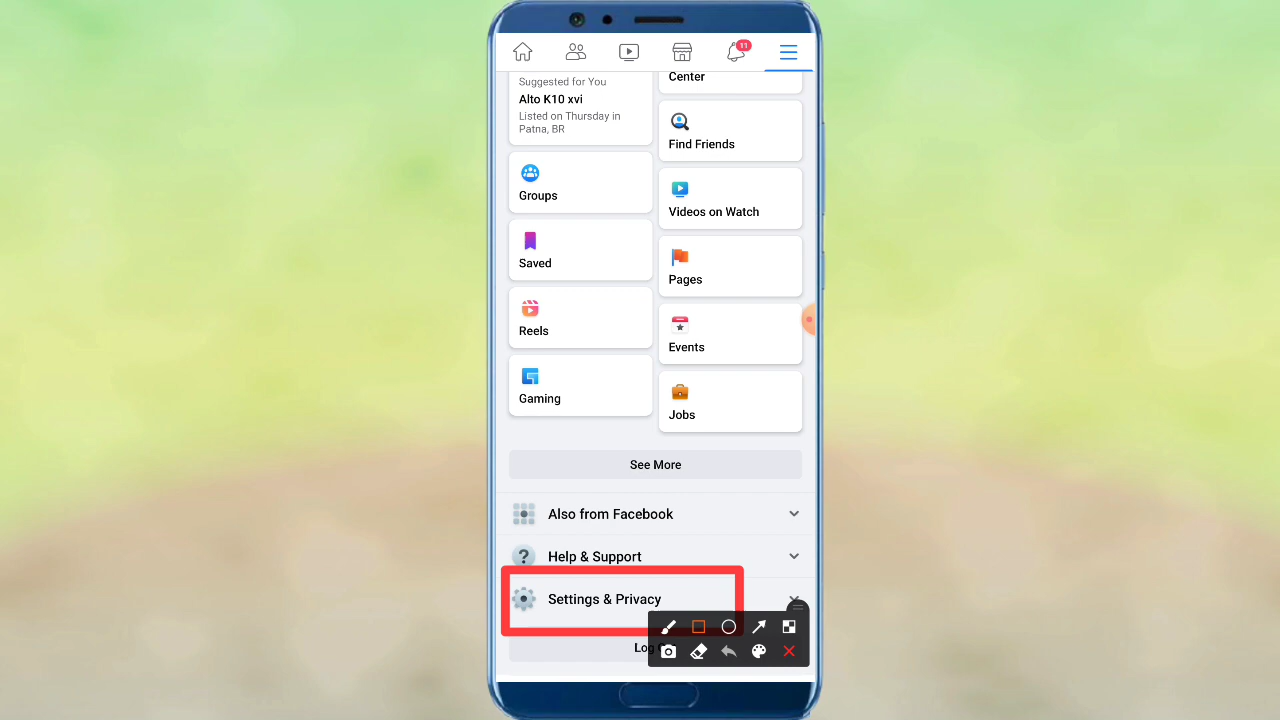 11
Suggested for You
Alto K10 xvi
Listed on Thursday in
Patna, BR
Groups
Saved
Reels
Gaming
Center
Find Friends
Videos on Watch
Pages
Events
Jobs
See More
Also from Facebook
Help & Support
Settings & Privacy
Log